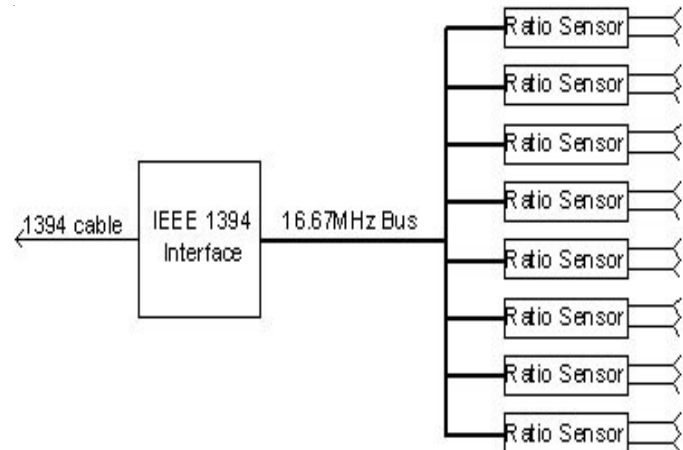 Ratio Sensor
Ratio Sensor
Ratio Sensor
Ratio Sensor
1394 cable
IEEE 1394
Interface
16.67MHz Bus
Ratio Sensor
Ratio Sensor
Ratio Sensor
Ratio Sensor